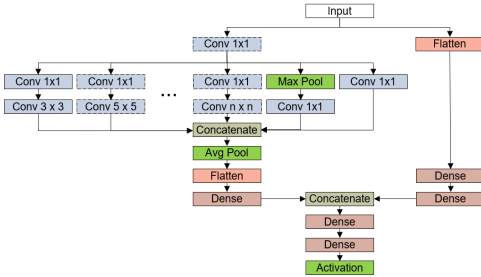 Input
Conv 1x1
Flatten
Conv 1x1
Conv 1x1
...
Conv 1x1
Max Pool
Conv 1x1
Conv 3 x 3
Conv 5 x 5
Conv n x n
Conv 1x1
Concatenate
Avg Pool
Flatten
Dense
Dense
Concatenate
Dense
Dense
Dense
Activation